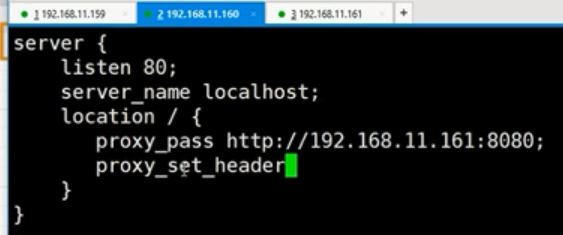 1 192.168.11.159 2 192.168.11.160 3 192.168.11.161 +
server {
listen 80;
server_name localhost;
location / {
proxy_pass http://192.168.11.161:8080;
proxy_set_header
}
}